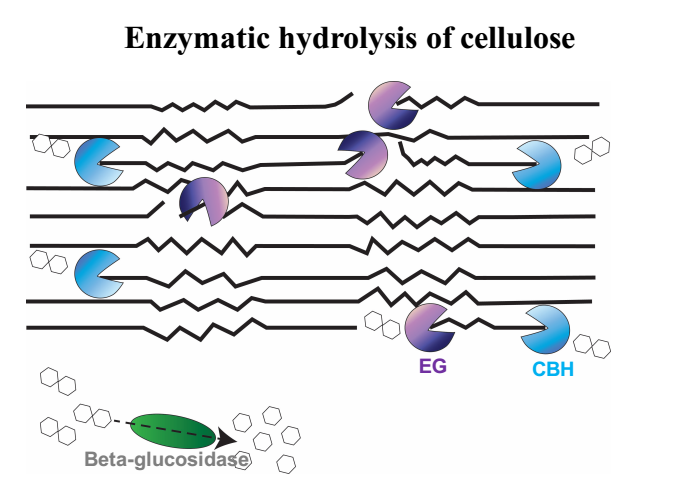 Enzymatic hydrolysis of cellulose
EG
CBH
Beta-glucosidase